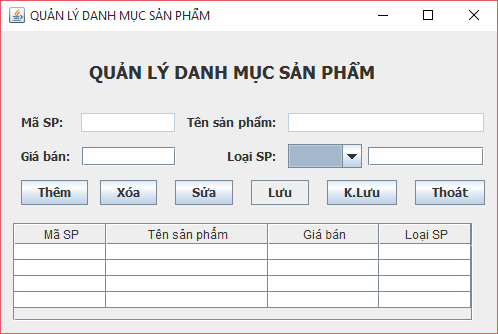 QUẢN LÝ DANH MỤC SẢN PHẨM
QUẢN LÝ DANH MỤC SẢN PHẨM
Mã SP: Tên sản phẩm:
Giá bán: Loại SP:
Thêm Xóa Sửa Lưu K.Lưu Thoát
Mã SP Tên sản phẩm Giá bán Loại SP